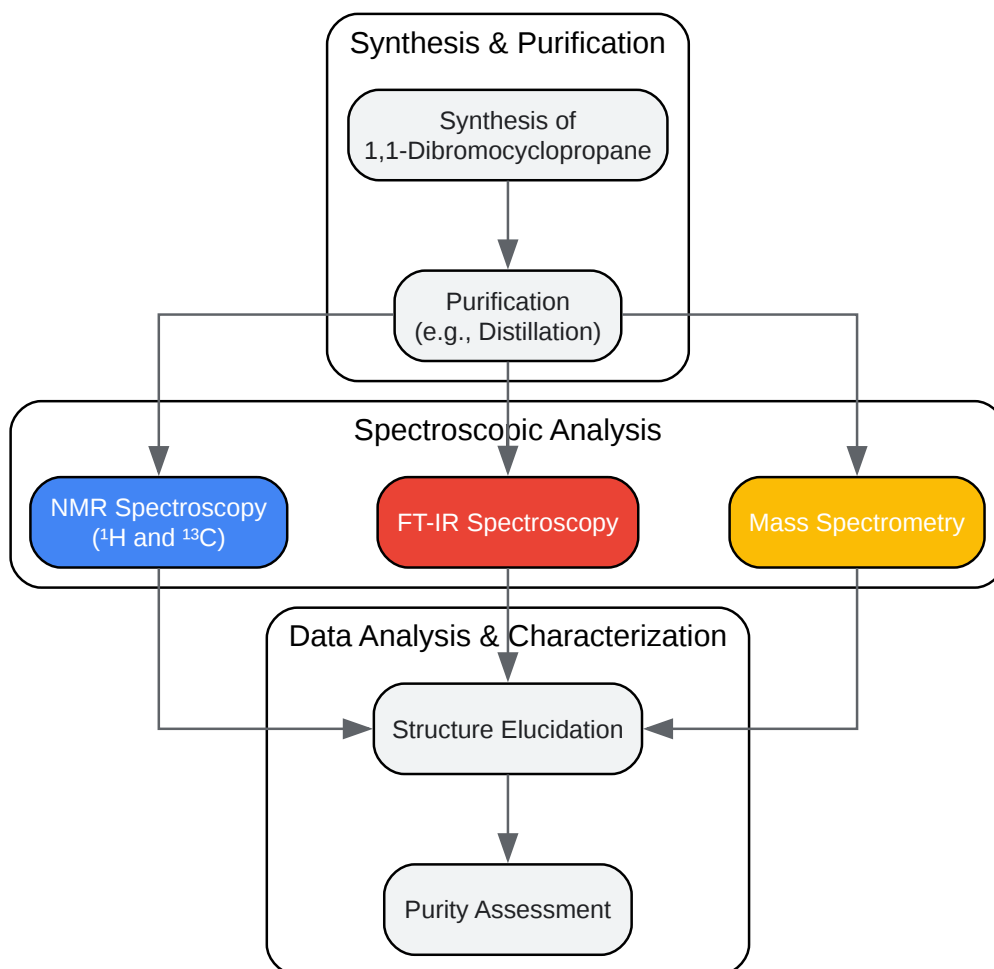 Synthesis & Purification
Synthesis of
1,1-Dibromocyclopropane
Purification
(e.g., Distillation)
Spectroscopic Analysis
NMR Spectroscopy
(¹H and ¹³C)
FT-IR Spectroscopy
Mass Spectrometry
Data Analysis & Characterization
Structure Elucidation
Purity Assessment